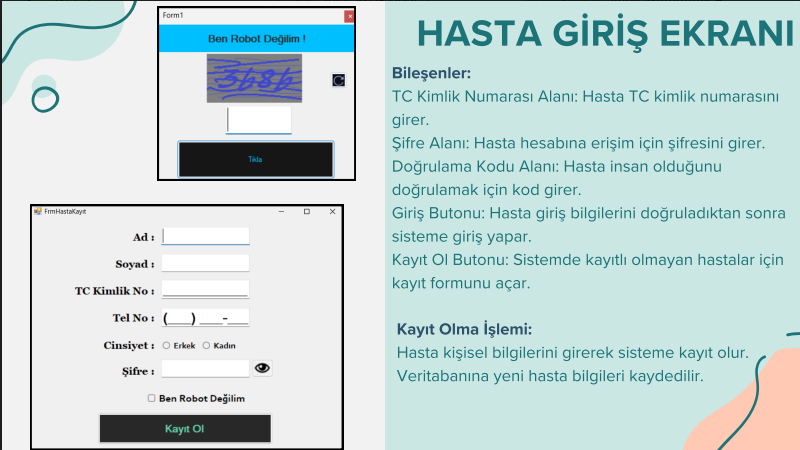 Form1
Ben Robot Değilim !
3686
Tıkla
FrmHastaKayıt
Ad :
Soyad :
TC Kimlik No :
Tel No : (___) ___-___
Cinsiyet : Erkek Kadın
Şifre :
Ben Robot Değilim
Kayıt Ol
HASTA GİRİŞ EKRANI
Bileşenler:
TC Kimlik Numarası Alanı: Hasta TC kimlik numarasını
girer.
Şifre Alanı: Hasta hesabına erişim için şifresini girer.
Doğrulama Kodu Alanı: Hasta insan olduğunu
doğrulamak için kod girer.
Giriş Butonu: Hasta giriş bilgilerini doğruladıktan sonra
sisteme giriş yapar.
Kayıt Ol Butonu: Sistemde kayıtlı olmayan hastalar için
kayıt formunu açar.
Kayıt Olma İşlemi:
Hasta kişisel bilgilerini girerek sisteme kayıt olur.
Veritabanına yeni hasta bilgileri kaydedilir.